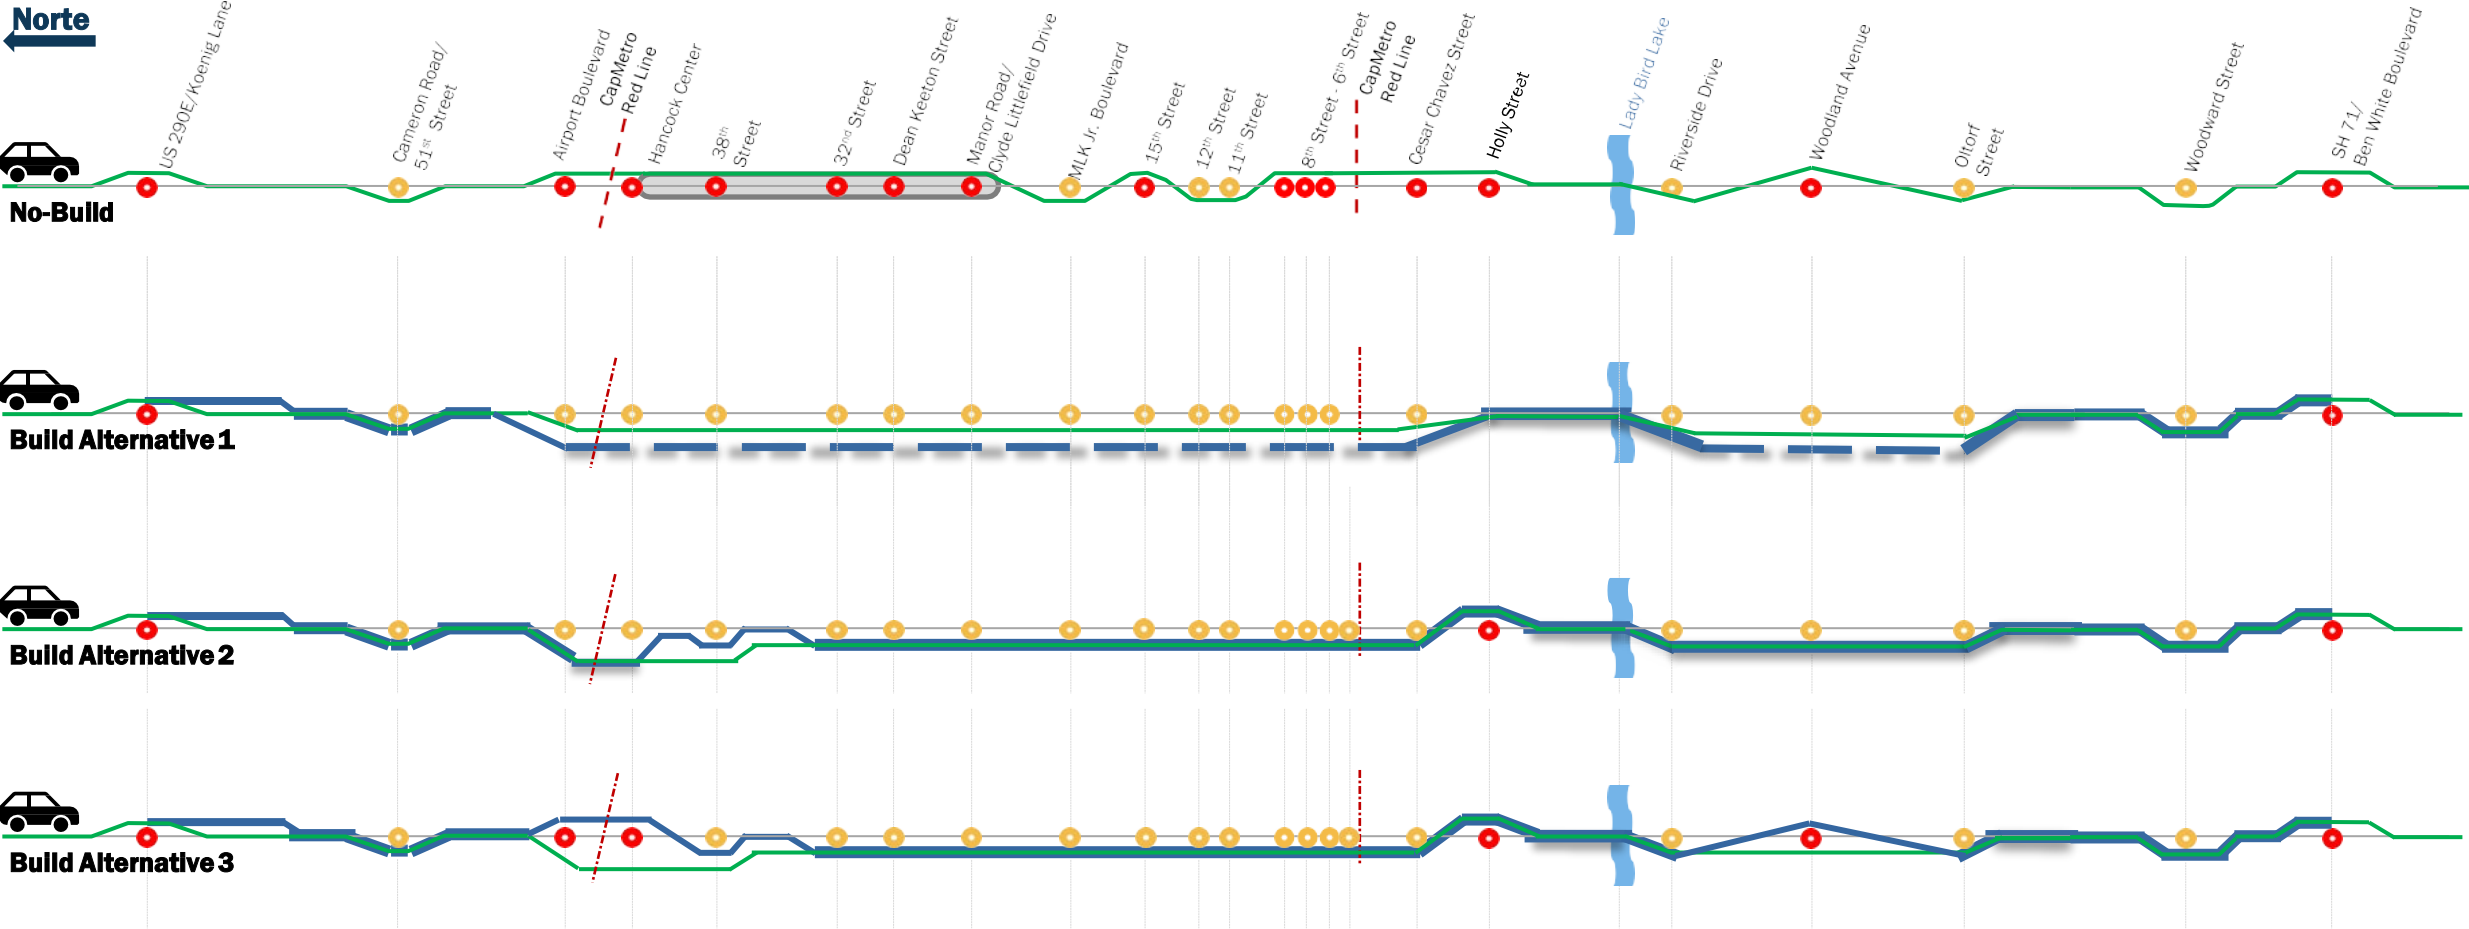 Norte
US 290E/Koenig Lane
Cameron Road/
51st Street
Airport Boulevard
CapMetro
Red Line
Hancock Center
38th
Street
32nd Street
Dean Keeton Street
Manor Road/
Clyde Littlefield Drive
MLK Jr. Boulevard
15th Street
12th Street
11th Street
8th Street - 6th Street
CapMetro
Red Line
Cesar Chavez Street
Holly Street
Lady Bird Lake
Riverside Drive
Woodland Avenue
Oltorf
Street
Woodward Street
SH 71/
Ben White Boulevard
No-Build
Build Alternative 1
Build Alternative 2
Build Alternative 3